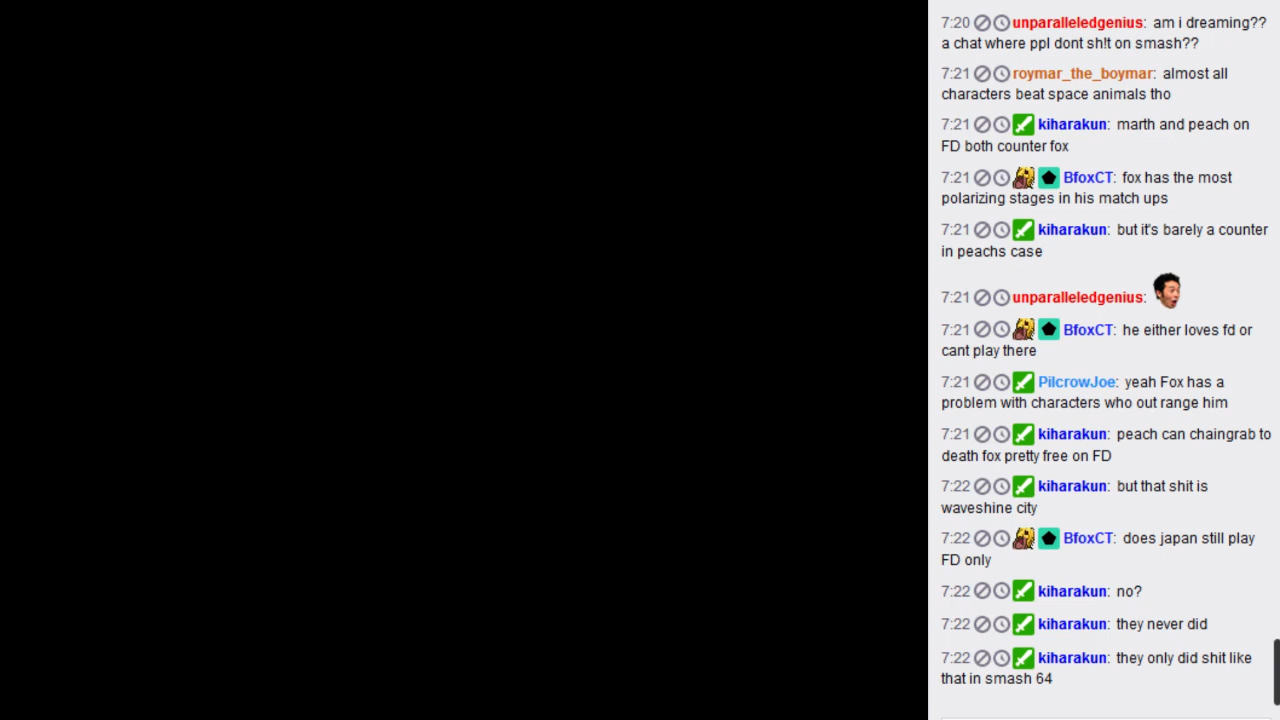 7:20 unparalleledgenius: am i dreaming??
a chat where ppl dont sh!t on smash??
7:21 roymar_the_boymar: almost all
characters beat space animals tho
7:21 kiharakun: marth and peach on
FD both counter fox
7:21 BfoxCT: fox has the most
polarizing stages in his match ups
7:21 kiharakun: but it's barely a counter
in peachs case
7:21 unparalleledgenius:
7:21 BfoxCT: he either loves fd or
cant play there
7:21 PilcrowJoe: yeah Fox has a
problem with characters who out range him
7:21 kiharakun: peach can chaingrab to
death fox pretty free on FD
7:22 kiharakun: but that shit is
waveshine city
7:22 BfoxCT: does japan still play
FD only
7:22 kiharakun: no?
7:22 kiharakun: they never did
7:22 kiharakun: they only did shit like
that in smash 64